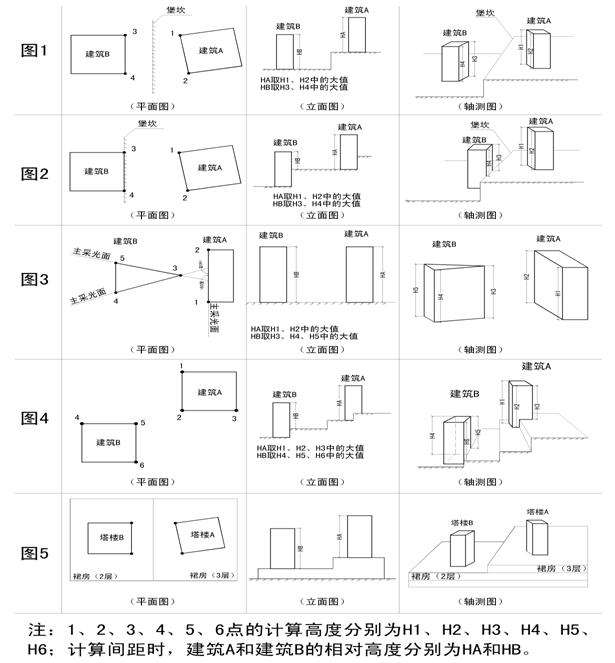 图1
堡坎
3
1
建筑B
建筑A
4
2
(平面图)
建筑A
建筑B
HA
HB
HA取H1、H2中的大值
HB取H3、H4中的大值
(立面图)
堡坎
建筑A
建筑B
H1
H2
H3
H4
(轴测图)
图2
堡坎
3
1
建筑B
建筑A
4
2
(平面图)
建筑A
建筑B
HA
HB
HA取H1、H2中的大值
HB取H3、H4中的大值
(立面图)
堡坎
建筑A
建筑B
H1
H2
H3
H4
(轴测图)
图3
建筑B
建筑A
主采光面
5
2
3
主采光面
4
1
主采光面
(平面图)
建筑B
建筑A
HB
HA
HA取H1、H2中的大值
HB取H3、H4、H5中的大值
(立面图)
建筑B
建筑A
H5
H4
H3
H2
H1
(轴测图)
图4
1
建筑A
2
3
4
5
建筑B
6
(平面图)
建筑A
建筑B
HA
HB
HA取H1、H2、H3中的大值
HB取H4、H5、H6中的大值
(立面图)
建筑A
建筑B
H1
H2
H3
H4
H5
H6
(轴测图)
图5
塔楼B
塔楼A
裙房(2层)
裙房(3层)
(平面图)
HB
HA
(立面图)
塔楼A
塔楼B
裙房(2层)
裙房(3层)
(轴测图)
注：1、2、3、4、5、6点的计算高度分别为H1、H2、H3、H4、H5、
H6；计算间距时，建筑A和建筑B的相对高度分别为HA和HB。